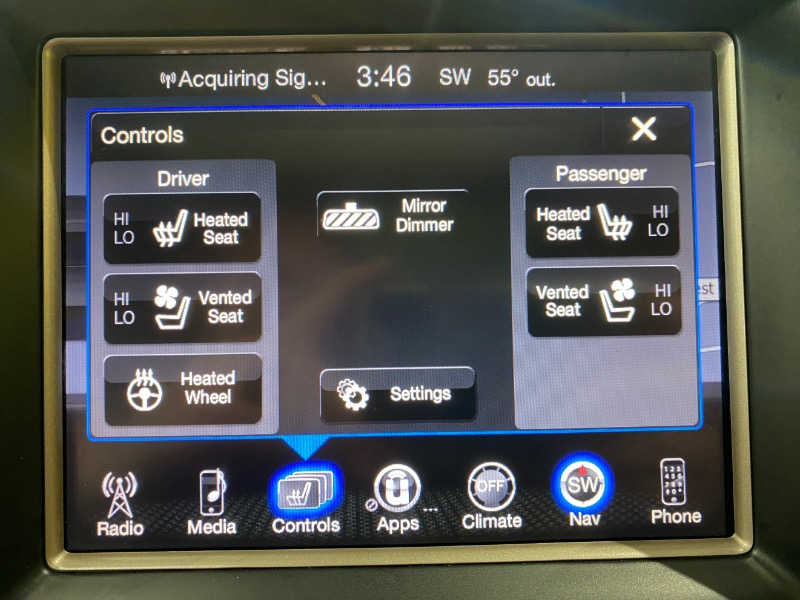 Acquiring Sig... 3:46 SW 55° out.
Controls
Driver
Passenger
HI
LO
Heated
Seat
Mirror
Dimmer
Heated
Seat
HI
LO
HI
LO
Vented
Seat
Vented
Seat
HI
LO
est
Heated
Wheel
Settings
OFF
SW
Radio
Media
Controls
Apps
...
Climate
Nav
Phone